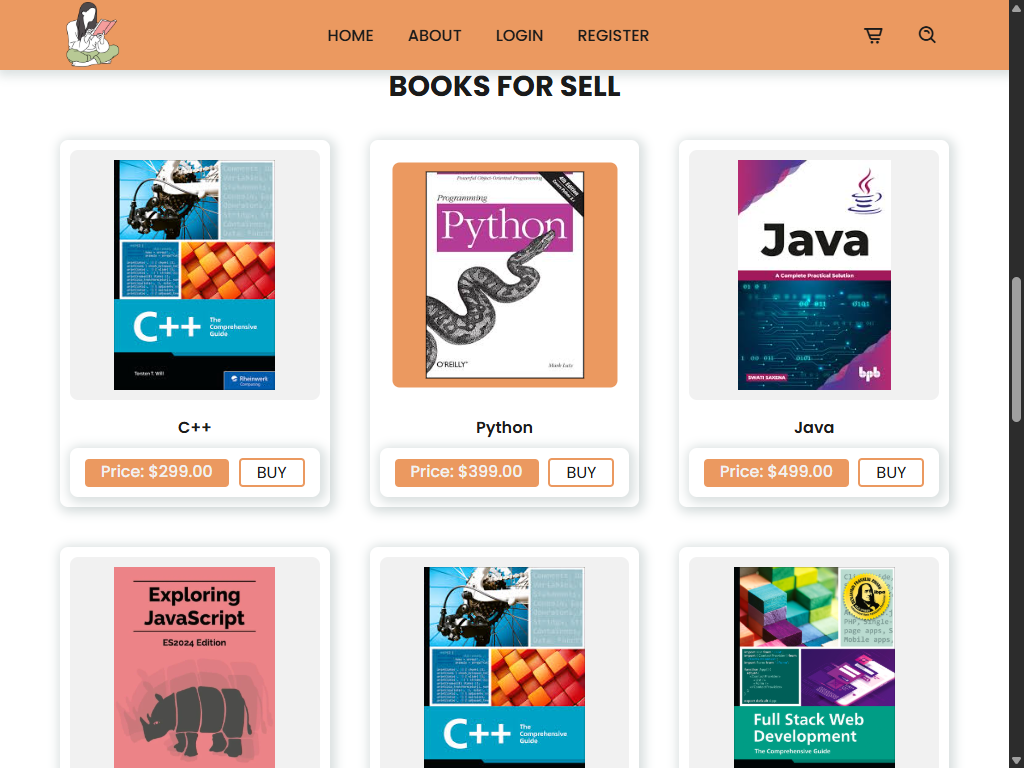 HOME ABOUT LOGIN REGISTER
BOOKS FOR SELL
C++
The
Comprehensive
Guide
Torsten T. Will
Rheinwerk
Computing
Powerful Object-Oriented Programming
4th Edition
Programming
Python
O'REILLY
Mark Lutz
Java
A Complete Practical Solution
SWATI SAXENA
bpb
C++
Python
Java
Price: $299.00
BUY
Price: $399.00
BUY
Price: $499.00
BUY
Exploring
JavaScript
ES2024 Edition
C++
The
Comprehensive
Guide
Full Stack Web
Development
The Comprehensive Guide